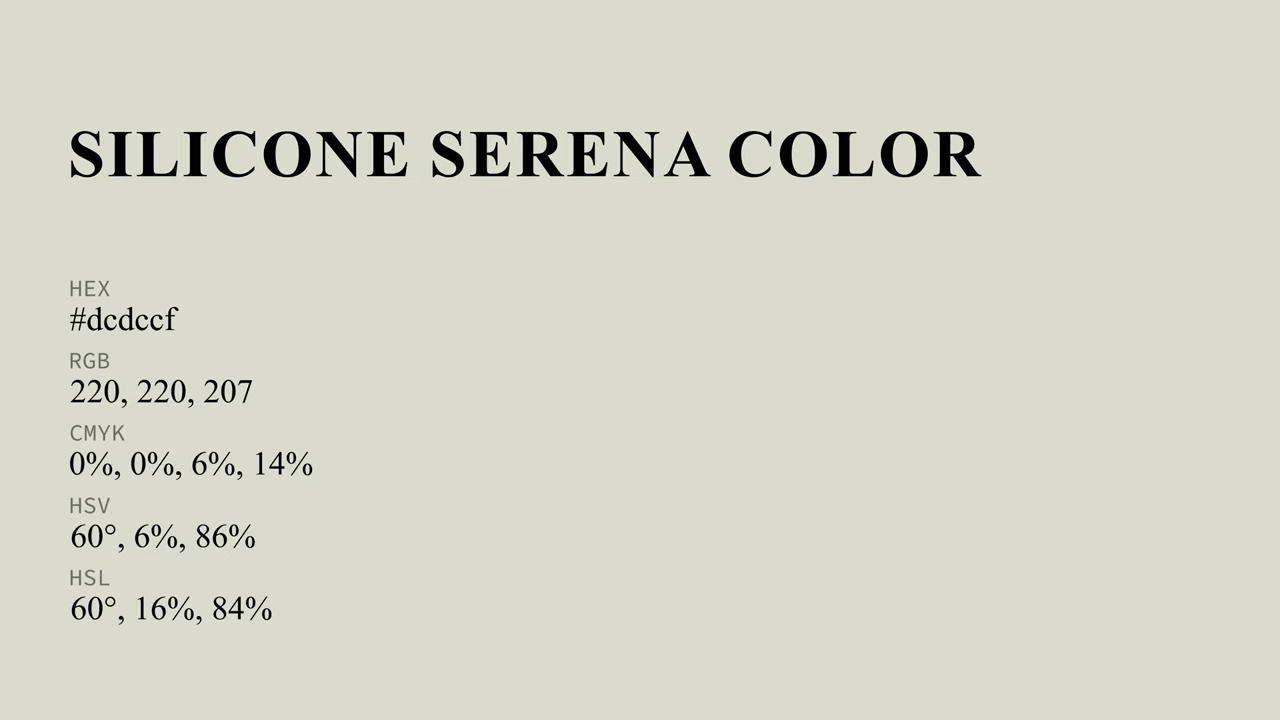 SILICONE SERENA COLOR
HEX
#dcdccf
RGB
220, 220, 207
CMYK
0%, 0%, 6%, 14%
HSV
60°, 6%, 86%
HSL
60°, 16%, 84%